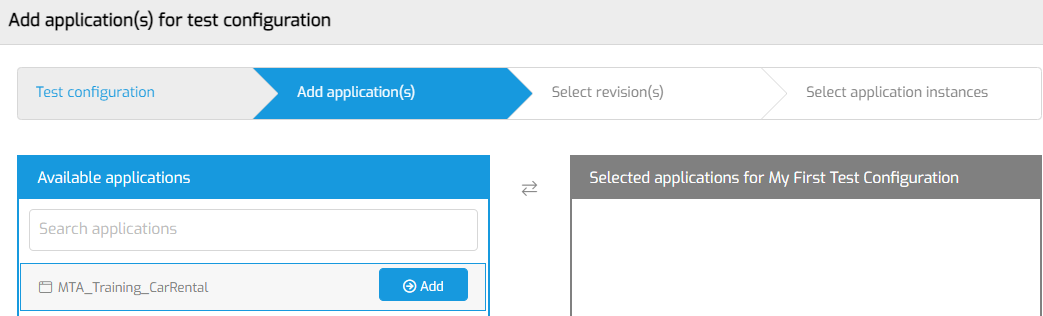 Add application(s) for test configuration
Test configuration
Add application(s)
Select revision(s)
Select application instances
Available applications
Selected applications for My First Test Configuration
Search applications
MTA_Training_CarRental
Add